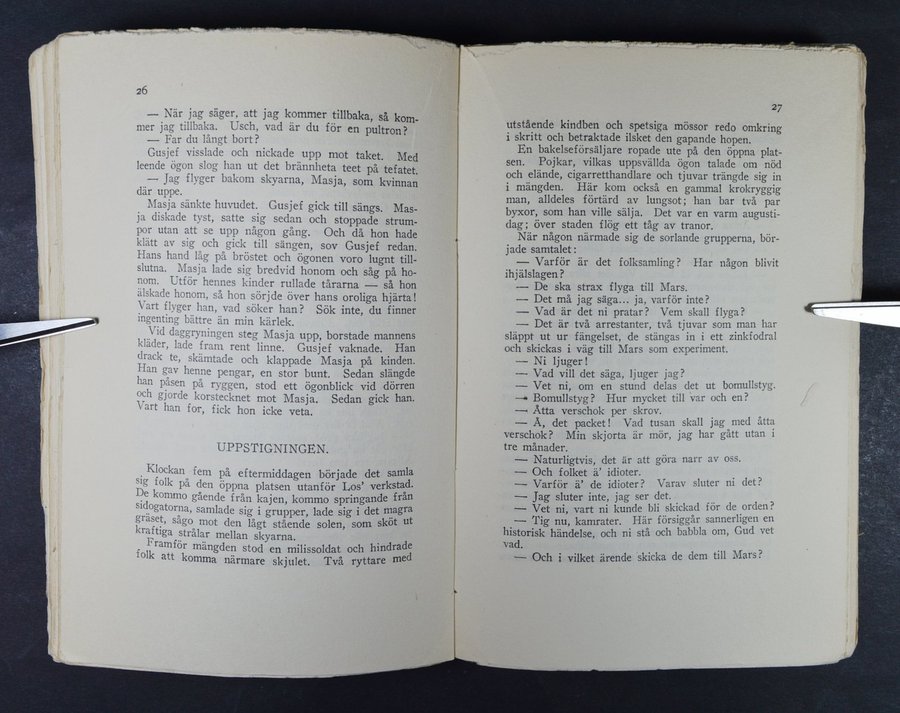 26
— När jag säger, att jag kommer tillbaka, så kom-
mer jag tillbaka. Usch, vad är du för en pultron?
— Far du långt bort?
Gusjef visslade och nickade upp mot taket. Med
leende ögon slog han ut det brännheta teet på tefatet.
— Jag flyger bakom skyarna, Masja, som kvinnan
där uppe.
Masja sänkte huvudet. Gusjef gick till sängs. Mas-
ja diskade tyst, satte sig sedan och stoppade strum-
por utan att se upp någon gång. Och då hon hade
klätt av sig och gick till sängen, sov Gusjef redan.
Hans hand låg på bröstet och ögonen voro lugnt till-
slutna. Masja lade sig bredvid honom och såg på ho-
nom. Utför hennes kinder rullade tårarna — så hon
älskade honom, så hon sörjde över hans oroliga hjärta!
Vart flyger han, vad söker han? Sök inte, du finner
ingenting bättre än min kärlek.
Vid daggryningen steg Masja upp, borstade mannens
kläder, lade fram rent linne. Gusjef vaknade. Han
drack te, skämtade och klappade Masja på kinden.
Han gav henne pengar, en stor bunt. Sedan slängde
han påsen på ryggen, stod ett ögonblick vid dörren
och gjorde korstecknet mot Masja. Sedan gick han.
Vart han for, fick hon icke veta.
UPPSTIGNINGEN.
Klockan fem på eftermiddagen började det samla
sig folk på den öppna platsen utanför Los' verkstad.
De kommo gående från kajen, kommo springande från
sidogatorna, samlade sig i grupper, lade sig i det magra
gräset, sågo mot den lågt stående solen, som sköt ut
kraftiga strålar mellan skyarna.
Framför mängden stod en milissoldat och hindrade
folk att komma närmare skjulet. Två ryttare med
27
utstående kindben och spetsiga mössor redo omkring
i skritt och betraktade ilsket den gapande hopen.
En bakelseförsäljare ropade ute på den öppna plat-
sen. Pojkar, vilkas uppsvällda ögon talade om nöd
och elände, cigarretthandlare och tjuvar trängde sig in
i mängden. Här kom också en gammal krokryggig
man, alldeles förtärd av lungsot; han bar två par
byxor, som han ville sälja. Det var en varm augusti-
dag; över staden flög ett tåg av tranor.
När någon närmade sig de sorlande grupperna, bör-
jade samtalet:
— Varför är det folksamling? Har någon blivit
ihjälslagen?
— De ska strax flyga till Mars.
— Det må jag säga... ja, varför inte?
— Vad är det ni pratar? Vem skall flyga?
— Det är två arrestanter, två tjuvar som man har
släppt ut ur fängelset, de stängas in i ett zinkfodral
och skickas i väg till Mars som experiment.
— Ni ljuger!
— Vad vill det säga, ljuger jag?
— Vet ni, om en stund delas det ut bomullstyg.
— Bomullstyg? Hur mycket till var och en?
— Åtta verschok per skrov.
— Å, det packet! Vad tusan skall jag med åtta
verschok? Min skjorta är mör, jag har gått utan i
tre månader.
— Naturligtvis, det är att göra narr av oss.
— Och folket ä' idioter.
— Varför ä' de idioter? Varav sluter ni det?
— Jag sluter inte, jag ser det.
— Vet ni, vart ni kunde bli skickad för de orden?
— Tig nu, kamrater. Här försiggår sannerligen en
historisk händelse, och ni stå och babbla om, Gud vet
vad.
— Och i vilket ärende skicka de dem till Mars?